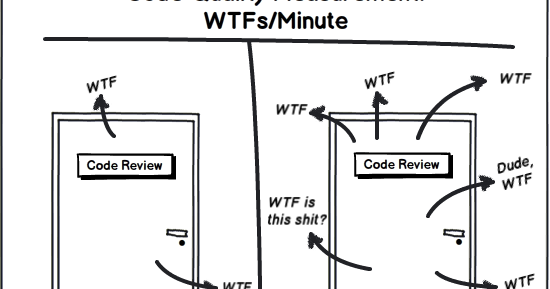 Code Quality Measurement:
WTFs/Minute
WTF
Code Review
WTF
WTF
WTF
WTF
Code Review
Dude,
WTF
WTF is
this shit?
WTF